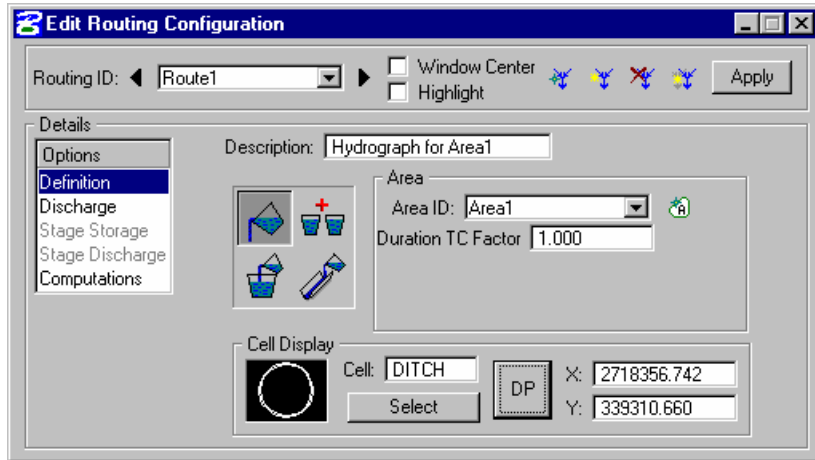 Edit Routing Configuration
Routing ID: Route1
Window Center
Highlight
Apply
Details
Options
Definition
Discharge
Stage Storage
Stage Discharge
Computations
Description: Hydrograph for Area1
Area
Area ID: Area1
A
Duration TC Factor 1.000
Cell Display
Cell: DITCH
Select
DP
X: 2718356.742
Y: 339310.660